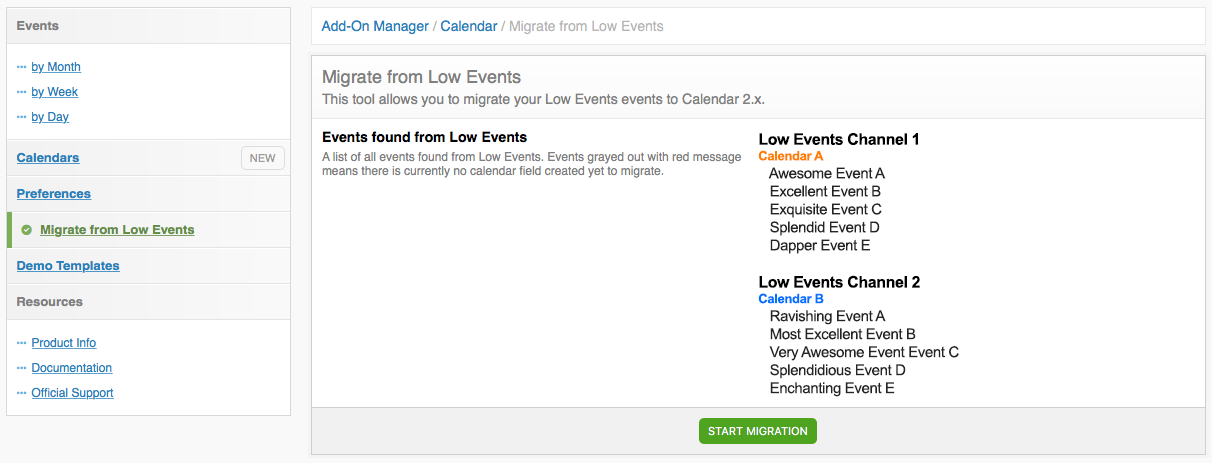 Events
by Month
by Week
by Day
Calendars
NEW
Preferences
Migrate from Low Events
Demo Templates
Resources
Product Info
Documentation
Official Support
Add-On Manager / Calendar / Migrate from Low Events
Migrate from Low Events
This tool allows you to migrate your Low Events events to Calendar 2.x.
Events found from Low Events
A list of all events found from Low Events. Events grayed out with red message
means there is currently no calendar field created yet to migrate.
Low Events Channel 1
Calendar A
Awesome Event A
Excellent Event B
Exquisite Event C
Splendid Event D
Dapper Event E
Low Events Channel 2
Calendar B
Ravishing Event A
Most Excellent Event B
Very Awesome Event Event C
Splendidious Event D
Enchanting Event E
START MIGRATION